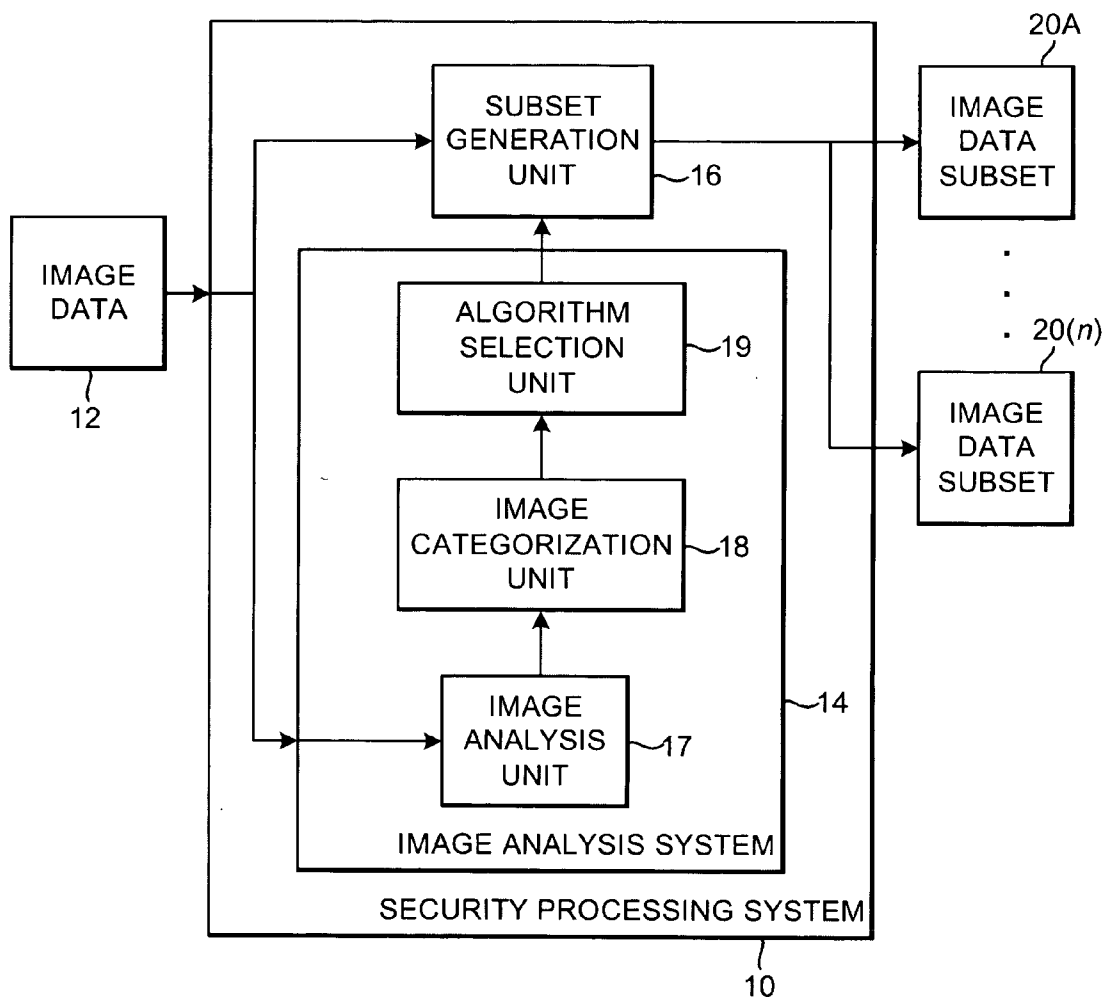 20A
SUBSET
GENERATION
UNIT
16
IMAGE
DATA
SUBSET
IMAGE
DATA
12
ALGORITHM
SELECTION
UNIT
19
20(n)
IMAGE
DATA
SUBSET
IMAGE
CATEGORIZATION
UNIT
18
IMAGE
ANALYSIS
UNIT
17
14
IMAGE ANALYSIS SYSTEM
SECURITY PROCESSING SYSTEM
10